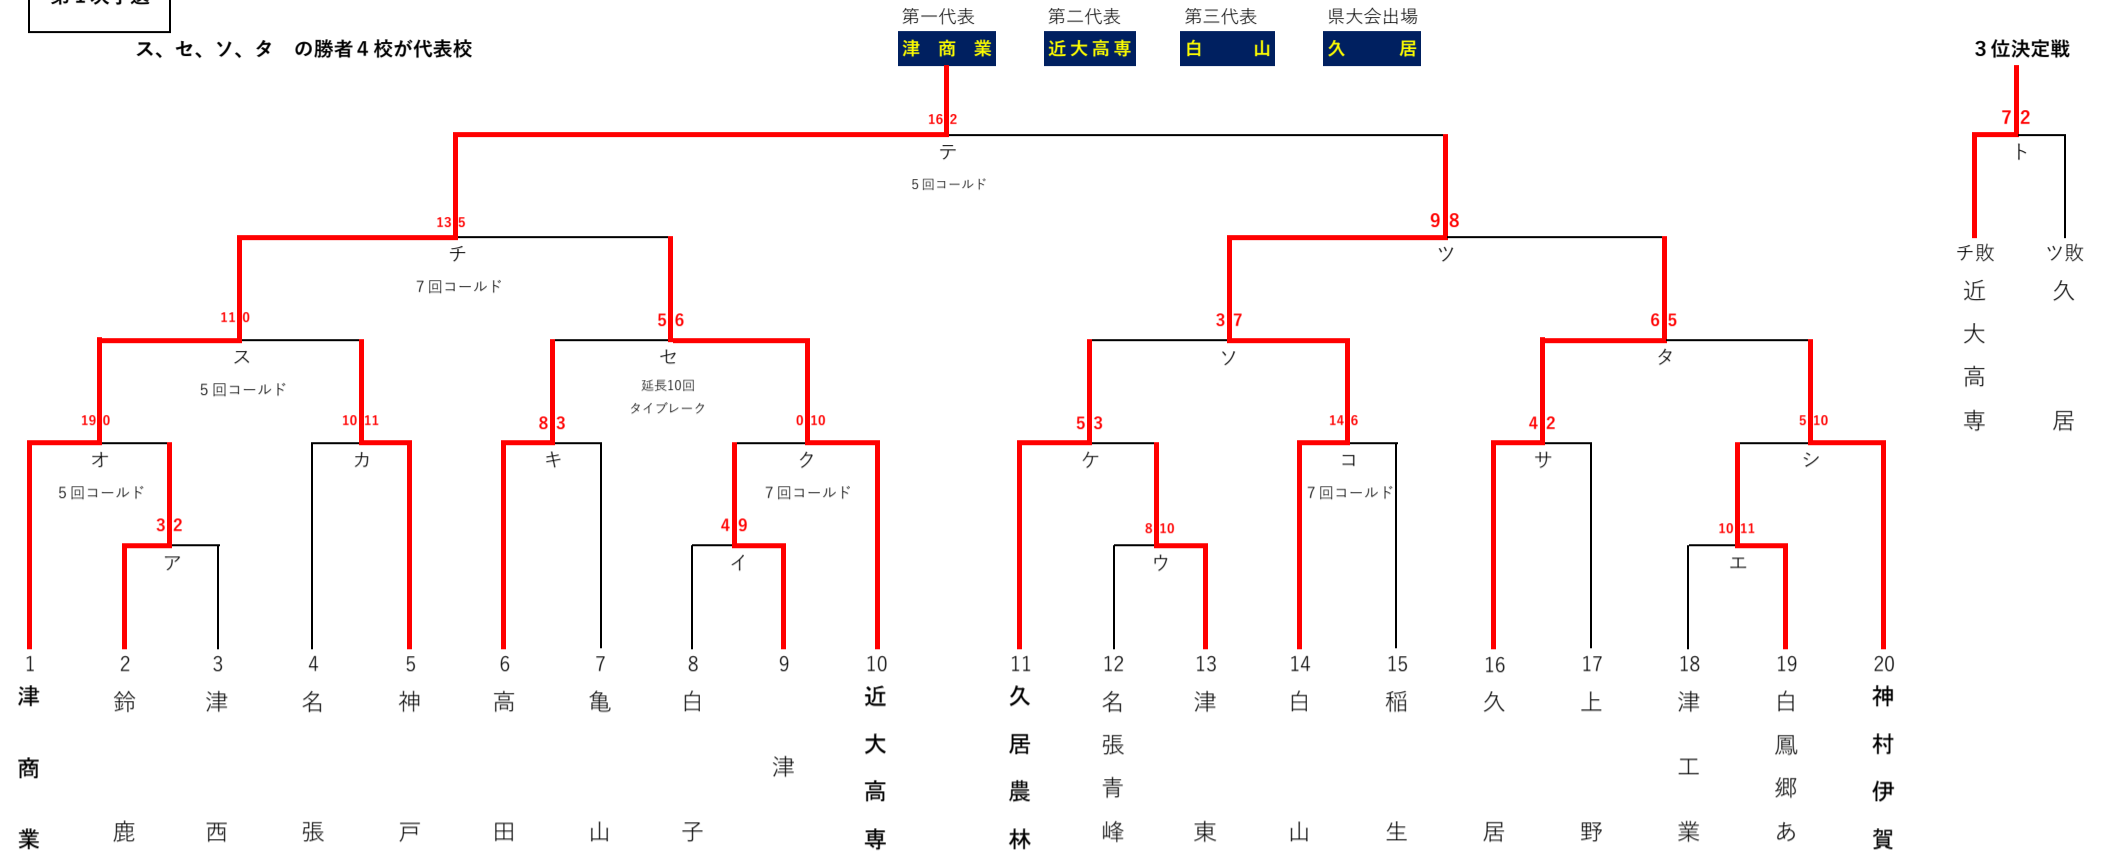 第１次予選
第一代表 第二代表 第三代表 県大会出場
ス、セ、ソ、タ　の勝者４校が代表校 津商業 近大高専 白山 久居 ３位決定戦
16 2 7 2
テ ト
５回コールド
13 5 9 8
チ ツ チ敗 ツ敗
７回コールド 近大高専 久居
11 0 5 6 3 7 6 5
ス セ ソ タ
５回コールド 延長10回
タイブレーク
19 0 10 11 8 3 0 10 5 3 14 6 4 2 5 10
オ カ キ ク ケ コ サ シ
５回コールド ７回コールド ７回コールド
3 2 4 9 8 10 10 11
ア イ ウ エ
1 2 3 4 5 6 7 8 9 10 11 12 13 14 15 16 17 18 19 20
津商業
鈴鹿
津西
名張
神戸
高田
亀山
白子
津
近大高専
久居農林
名張青峰
津東
白山
稲生
久居
上野
津工業
白鳳郷あ
神村伊賀